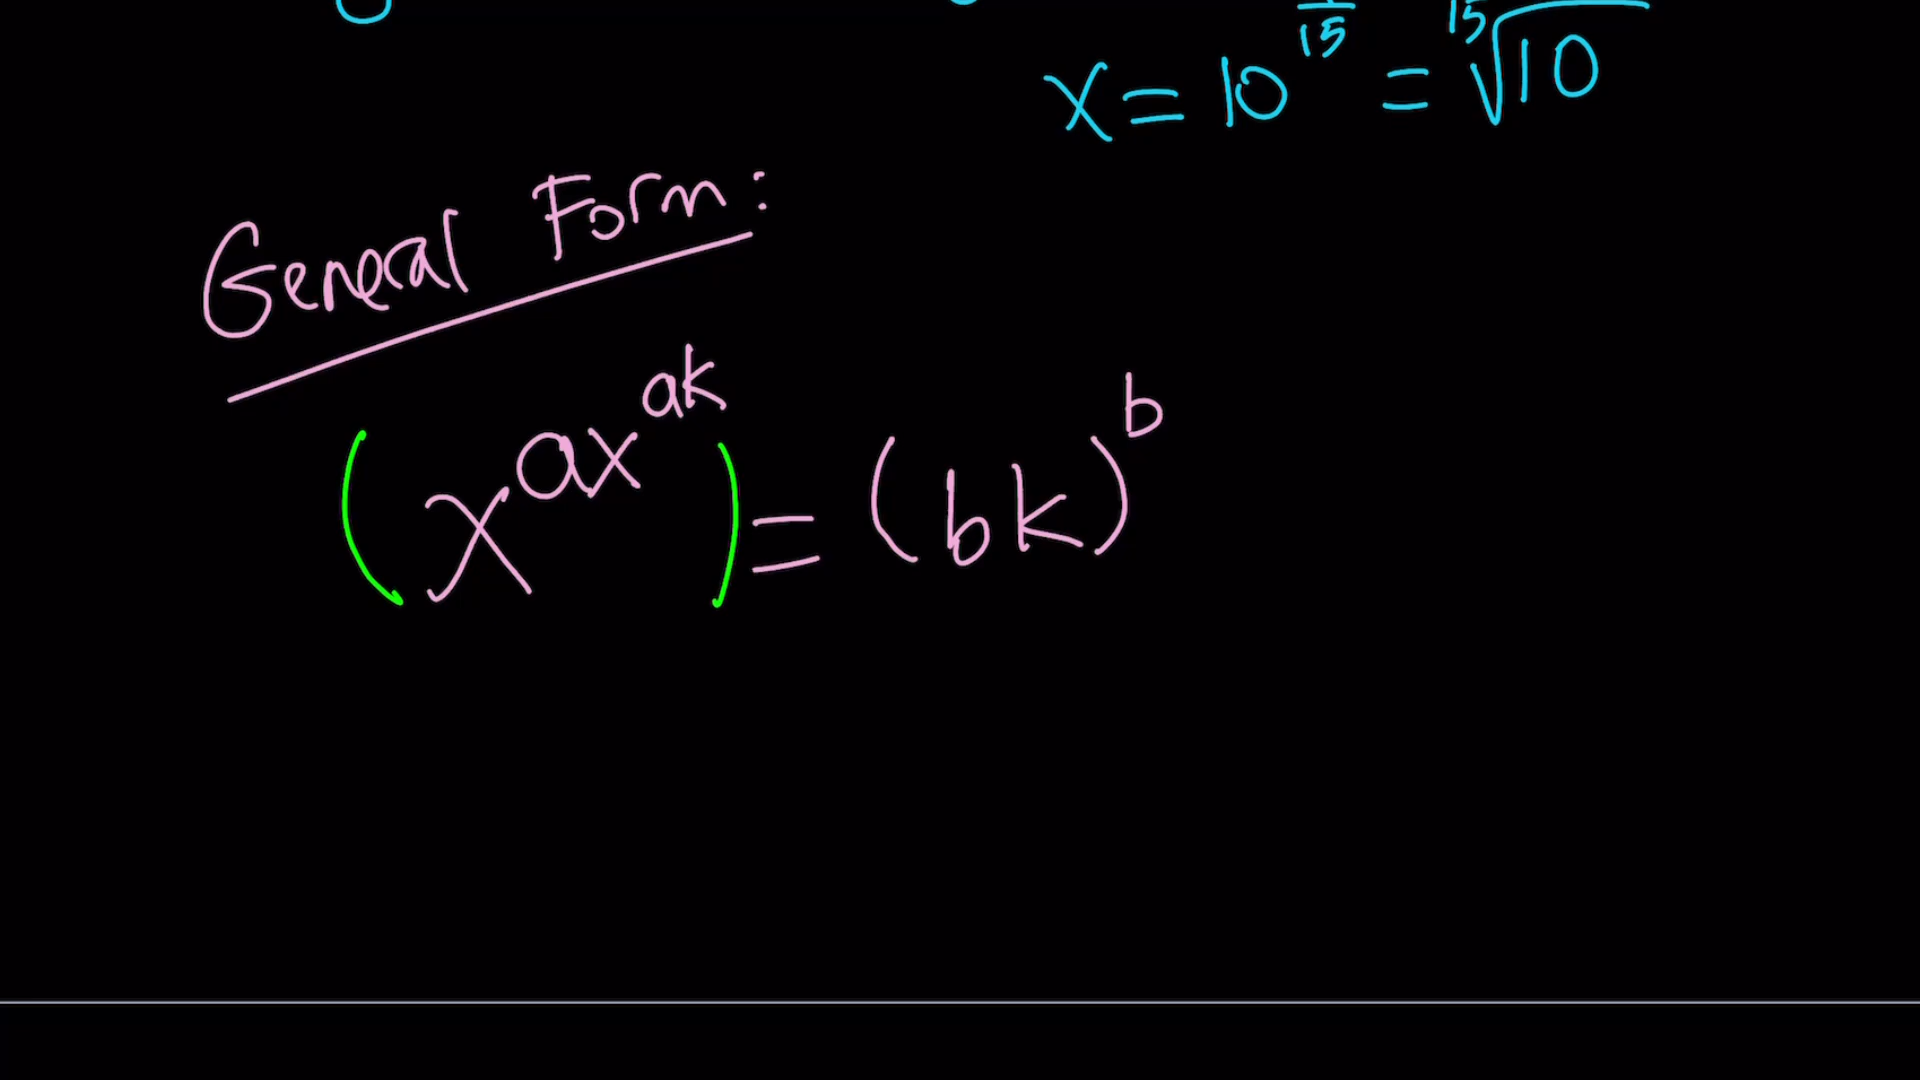 x = 10^(1/15) = ¹⁵√10
General Form:
(x^(ax^(ak))) = (bk)^b